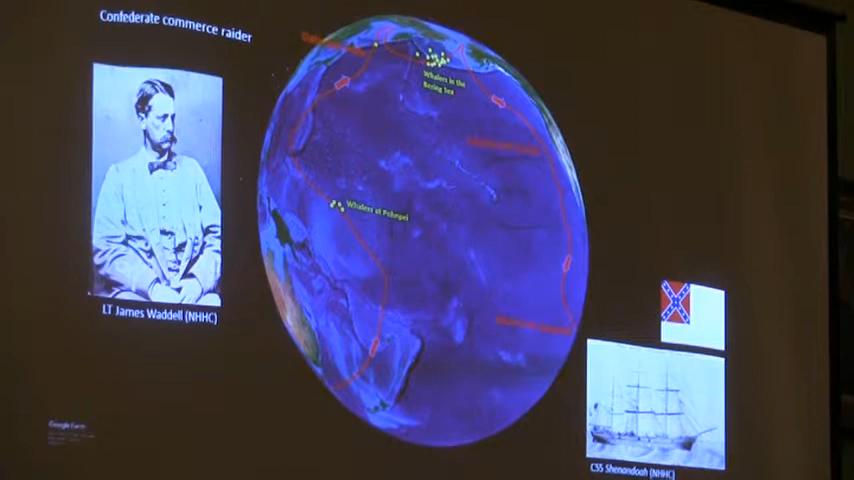 Confederate commerce raider
Whalers in the
Bering Sea
Whalers at Pohnpei
LT James Waddell (NHHC)
Google Earth
CSS Shenandoah (NHHC)